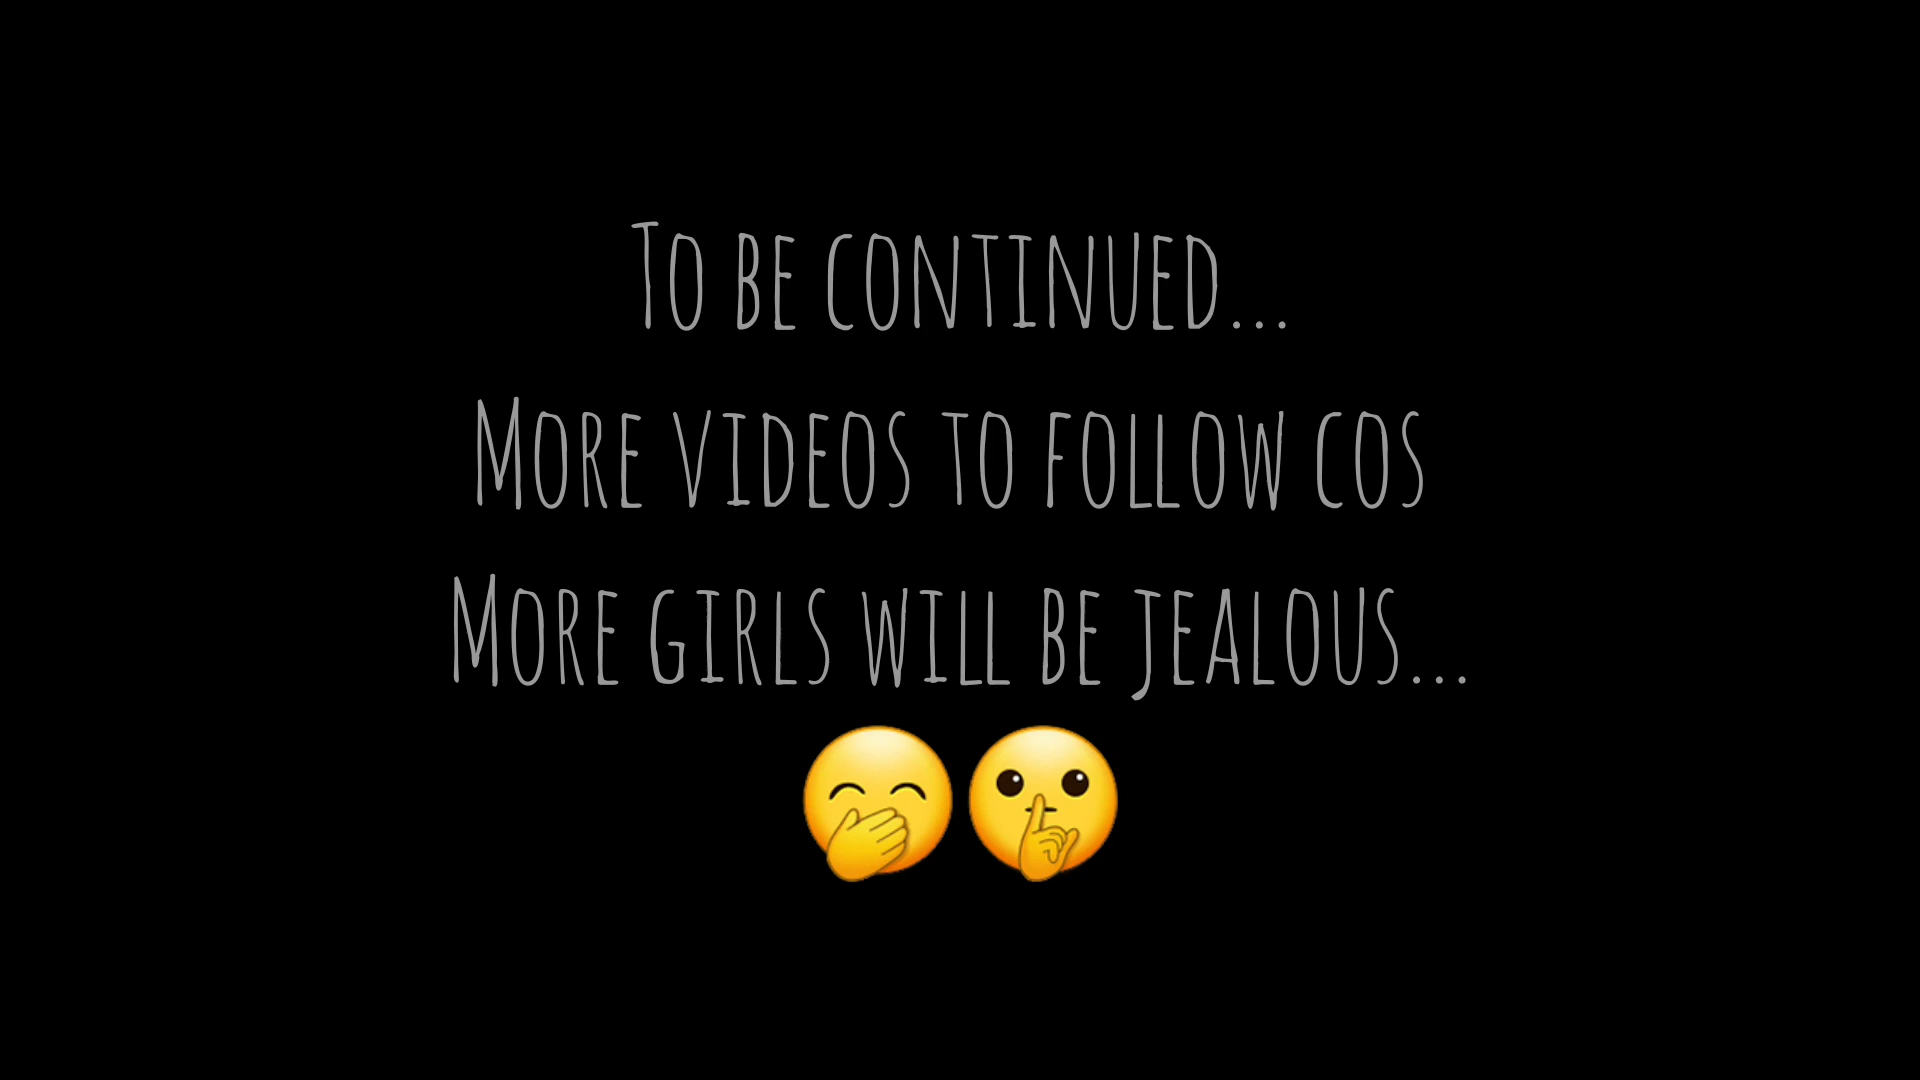 To be continued...
More videos to follow cos
More girls will be jealous...
🤭🤫